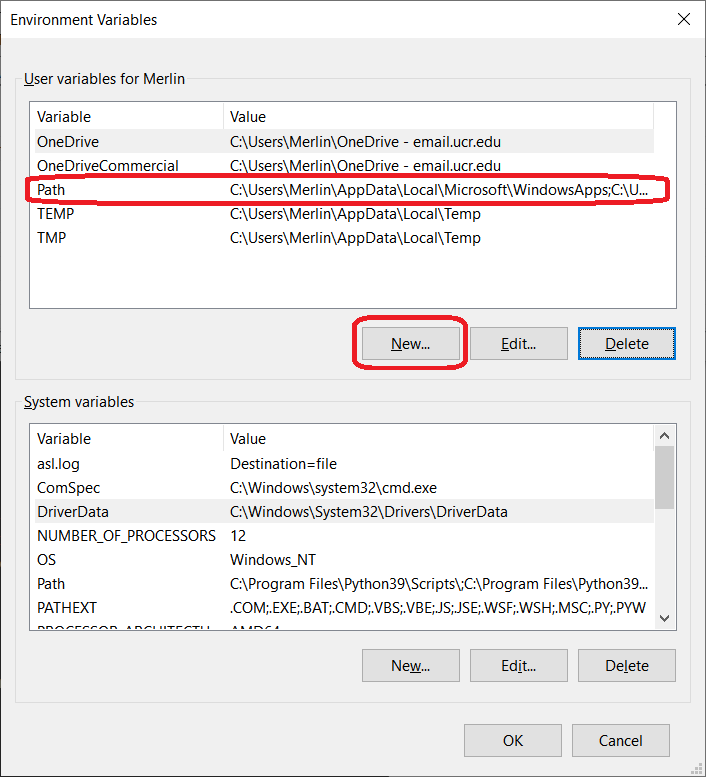 Environment Variables
User variables for Merlin
Variable Value
OneDrive C:\Users\Merlin\OneDrive - email.ucr.edu
OneDriveCommercial C:\Users\Merlin\OneDrive - email.ucr.edu
Path C:\Users\Merlin\AppData\Local\Microsoft\WindowsApps;C:\U...
TEMP C:\Users\Merlin\AppData\Local\Temp
TMP C:\Users\Merlin\AppData\Local\Temp
New... Edit... Delete
System variables
Variable Value
asl.log Destination=file
ComSpec C:\Windows\system32\cmd.exe
DriverData C:\Windows\System32\Drivers\DriverData
NUMBER_OF_PROCESSORS 12
OS Windows_NT
Path C:\Program Files\Python39\Scripts\;C:\Program Files\Python39...
PATHEXT .COM;.EXE;.BAT;.CMD;.VBS;.VBE;.JS;.JSE;.WSF;.WSH;.MSC;.PY;.PYW
PROCESSOR_ARCHITECTU AMD64
New... Edit... Delete
OK Cancel